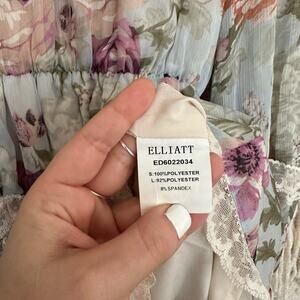 ELLIATT
ED6022034
S:100%POLYESTER
L:92%POLYESTER
8%SPANDEX